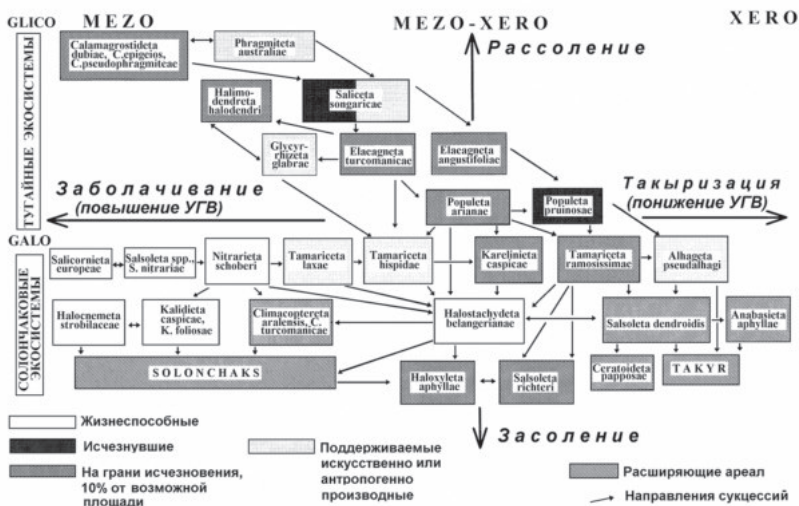 GLICO MEZO MEZO-XERO XERO
ТУГАЙНЫЕ ЭКОСИСТЕМЫ
Calamagrostideta
dubiae, C.epigeios,
C.pseudophragmiteae
Phragmiteta
australiae
Рассоление
Halimo-
dendreta
halodendri
Saliceta
songaricae
Glycyr-
rhizeta
glabrae
Elaeagneta
turcomanicae
Elaeagneta
angustifoliae
Заболачивание
(повышение УГВ)
Populeta
arianae
Populeta
pruinosae
Такыризация
(понижение УГВ)
GALO
СОЛОНЧАКОВЫЕ
ЭКОСИСТЕМЫ
Salicornieta
europeae
Salsoleta spp.,
S. nitrariae
Nitrarieta
schoberi
Tamariceta
laxae
Tamariceta
hispidae
Karelinieta
caspicae
Tamariceta
ramosissimae
Alhageta
pseudalhagi
Halocnemeta
strobilaceae
Kalidieta
caspicae,
K. foliosae
Climacoptereta
aralensis, C.
turcomanicae
Halostachydeta
belangerianae
Salsoleta dendroidis
Anabasieta
aphyllae
SOLONCHAKS
Haloxyleta
aphyllae
Salsoleta
richteri
Ceratoideta
papposae
TAKYR
Засоление
Жизнеспособные
Исчезнувшие
На грани исчезновения,
10% от возможной
площади
Поддерживаемые
искусственно или
антропогенно
производные
Расширяющие ареал
Направления сукцессий